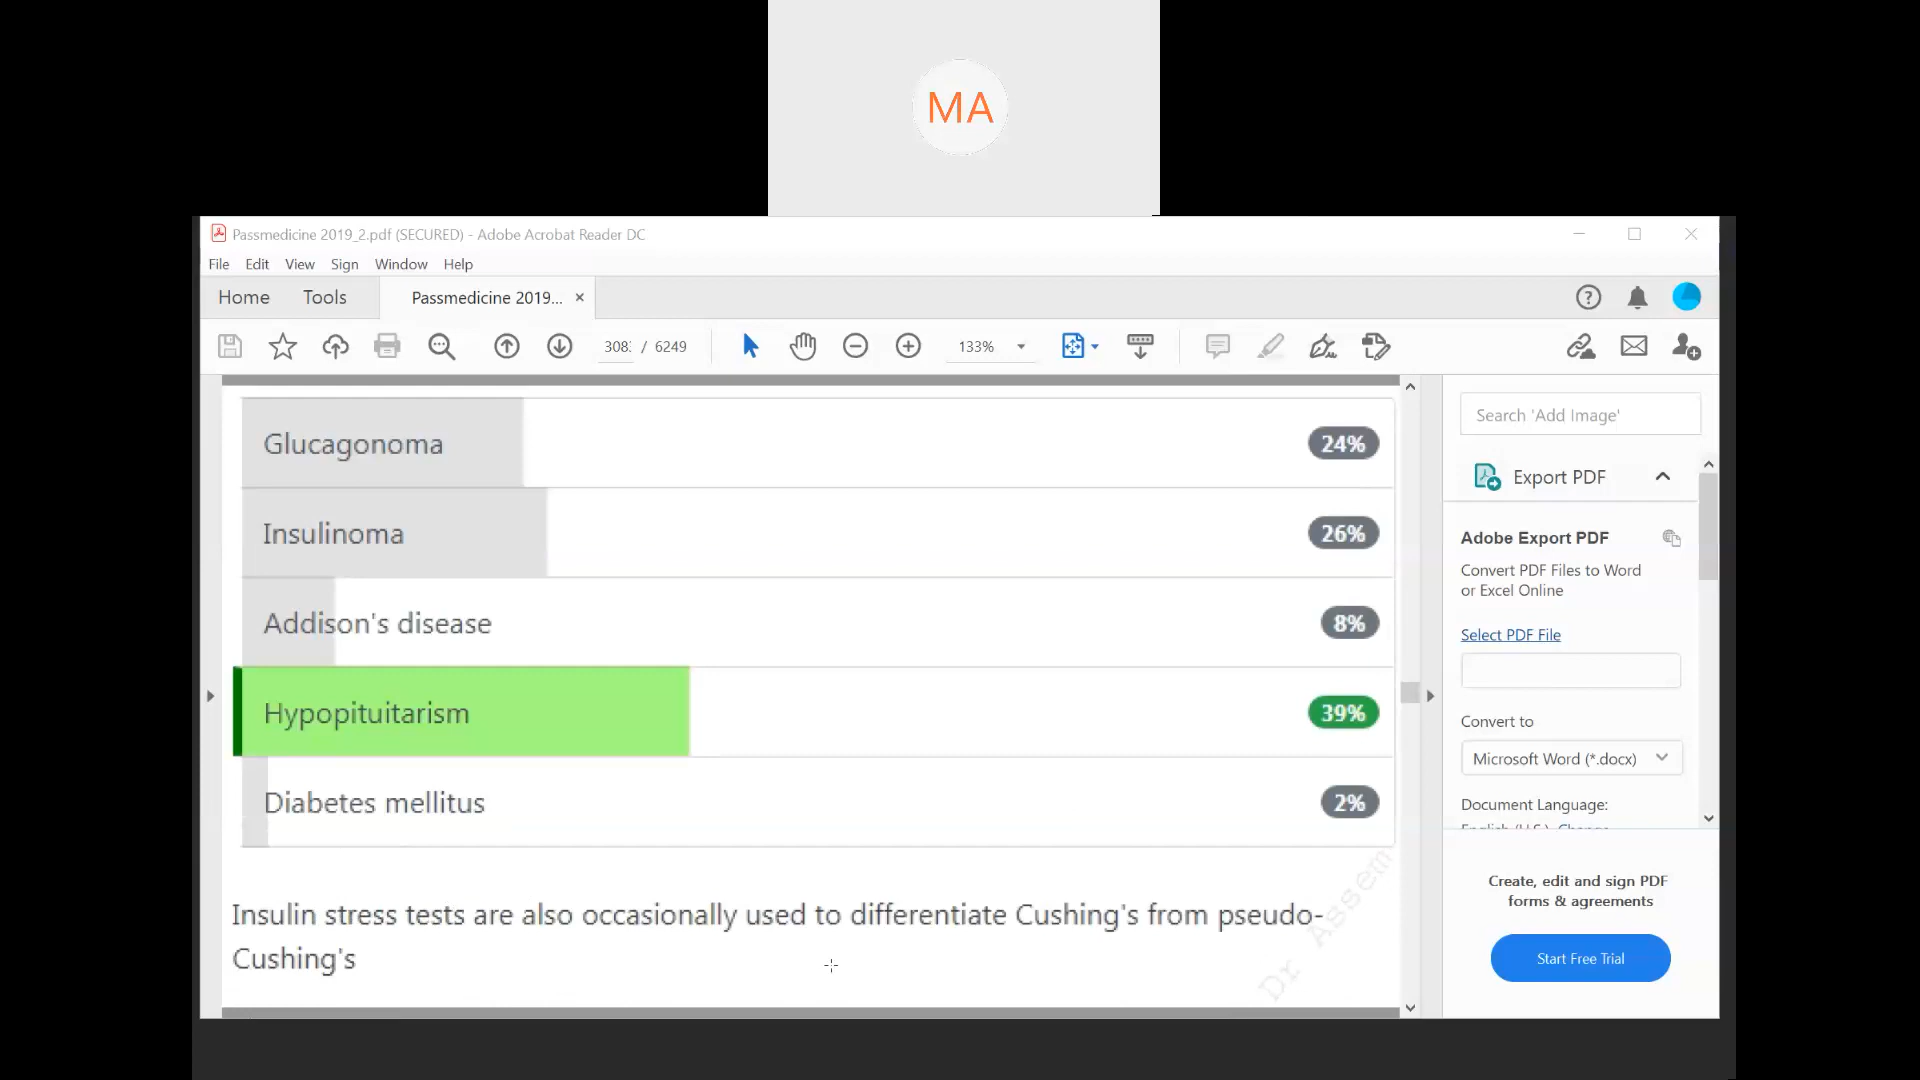 MA
Passmedicine 2019_2.pdf (SECURED) - Adobe Acrobat Reader DC
File Edit View Sign Window Help
Home Tools Passmedicine 2019...
308 / 6249 133%
Search 'Add Image'
Export PDF
Adobe Export PDF
Convert PDF Files to Word
or Excel Online
Select PDF File
Convert to
Microsoft Word (*.docx)
Document Language:
English (U.S.) Change
Create, edit and sign PDF
forms & agreements
Start Free Trial
Glucagonoma 24%
Insulinoma 26%
Addison's disease 8%
Hypopituitarism 39%
Diabetes mellitus 2%
Insulin stress tests are also occasionally used to differentiate Cushing's from pseudo-
Cushing's
Dr. Assem